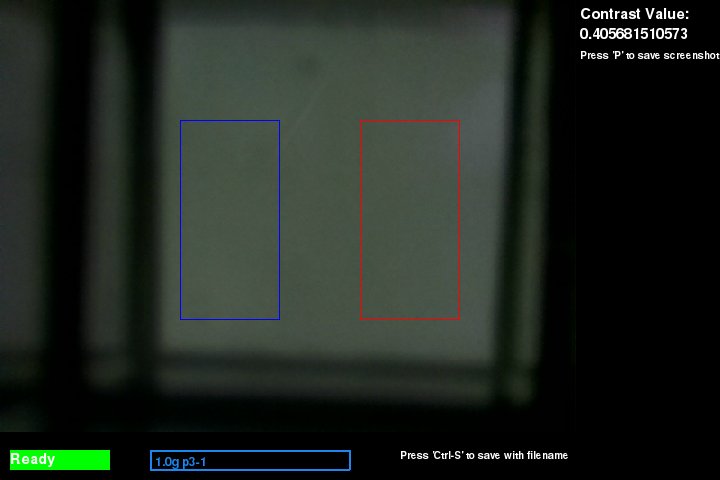 Contrast Value:
0.405681510573
Press 'P' to save screenshot
Ready
1.0g p3-1
Press 'Ctrl-S' to save with filename